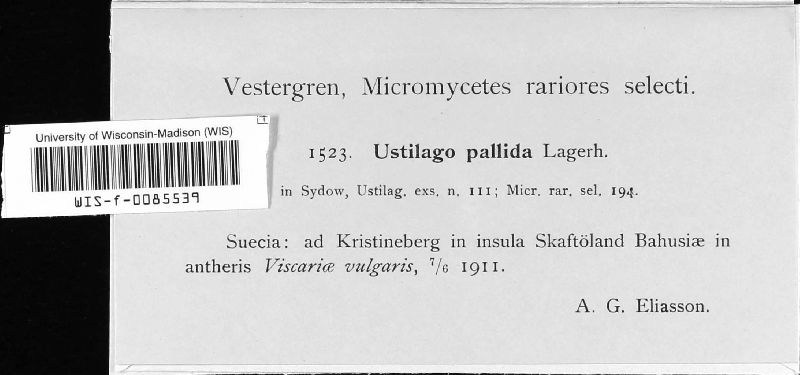 Vestergren, Micromycetes rariores selecti.
University of Wisconsin-Madison (WIS)
WIS-f-0085539
1523. Ustilago pallida Lagerh.
in Sydow, Ustilag. exs. n. 111; Micr. rar. sel. 194.
Suecia: ad Kristineberg in insula Skaftöland Bahusiæ in
antheris Viscariæ vulgaris, 7/6 1911.
A. G. Eliasson.